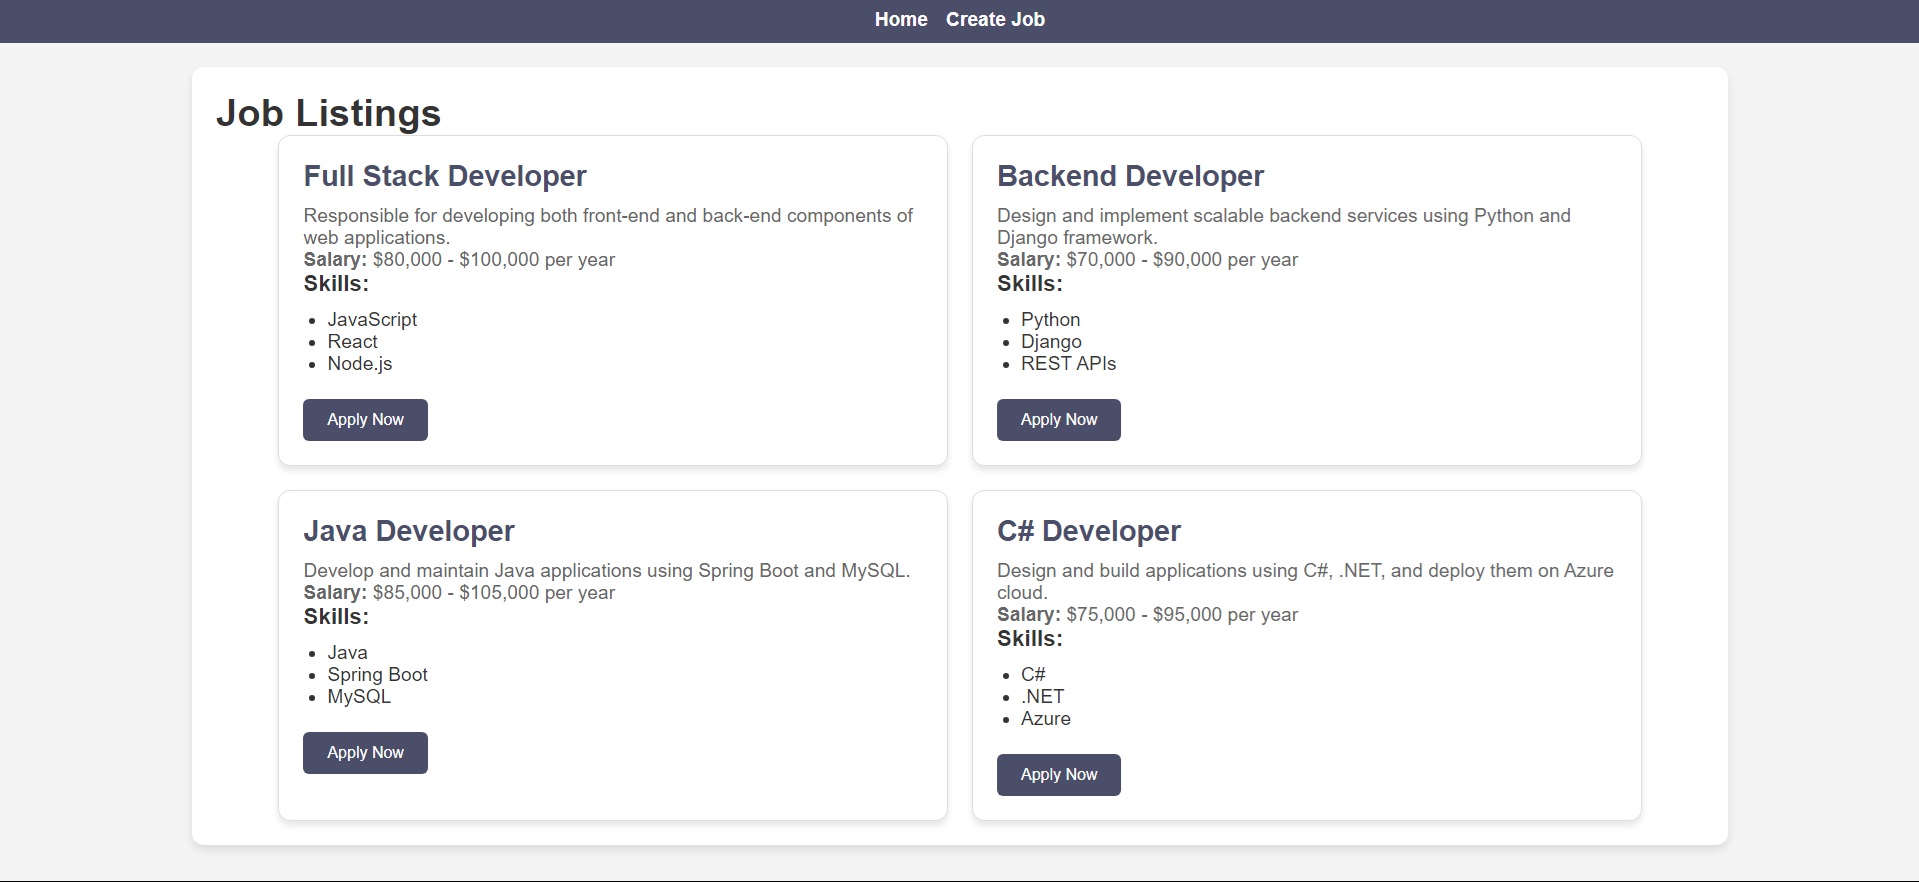 Home Create Job
Job Listings
Full Stack Developer
Responsible for developing both front-end and back-end components of
web applications.
Salary: $80,000 - $100,000 per year
Skills:
JavaScript
React
Node.js
Apply Now
Backend Developer
Design and implement scalable backend services using Python and
Django framework.
Salary: $70,000 - $90,000 per year
Skills:
Python
Django
REST APIs
Apply Now
Java Developer
Develop and maintain Java applications using Spring Boot and MySQL.
Salary: $85,000 - $105,000 per year
Skills:
Java
Spring Boot
MySQL
Apply Now
C# Developer
Design and build applications using C#, .NET, and deploy them on Azure
cloud.
Salary: $75,000 - $95,000 per year
Skills:
C#
.NET
Azure
Apply Now